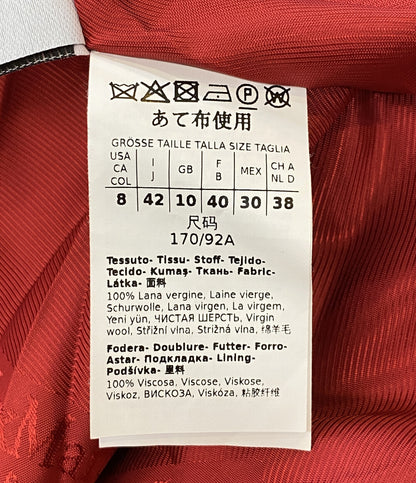 あて布使用
GRÖSSE TAILLE TALLA SIZE TAGLIA
USA CA COL I J GB F B MEX CH A NL D
8 42 10 40 30 38
尺码
170/92A
Tessuto- Tissu- Stoff- Tejido-
Tecido- Kumaş- Ткань- Fabric-
Látka- 面料
100% Lana vergine, Laine vierge,
Schurwolle, Lana virgen, La virgem,
Yeni yün, ЧИСТАЯ ШЕРСТЬ, Virgin
wool, Střižní vlna, Strižná vlna, 绵羊毛
Fodera- Doublure- Futter- Forro-
Astar- Подкладка- Lining-
Podšívka- 里料
100% Viscosa, Viscose, Viskose,
Viskoz, ВИСКОЗА, Viskóza, 粘胶纤维